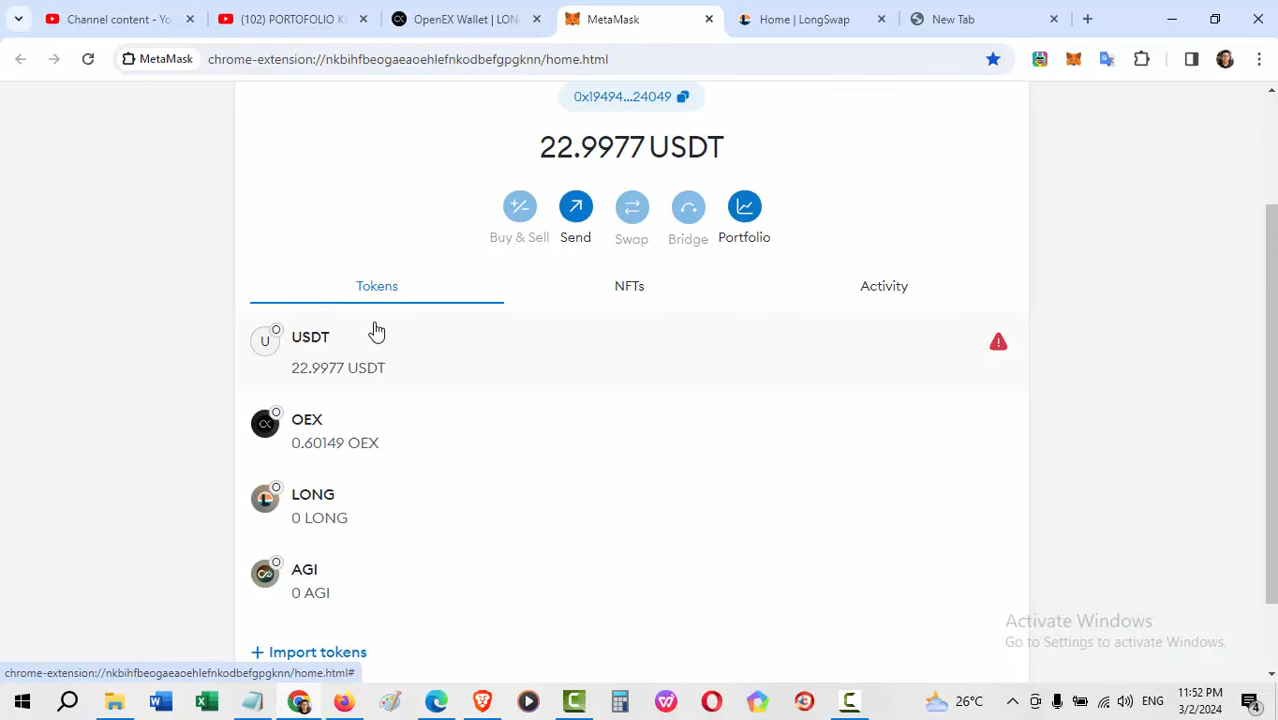 Channel content - Yo
(102) PORTOFOLIO Ki
OpenEX Wallet | LON
MetaMask
Home | LongSwap
New Tab
MetaMask
chrome-extension://nkbihfbeogaeaoehlefnkodbefgpgknn/home.html
0x19494...24049
22.9977 USDT
Buy & Sell
Send
Swap
Bridge
Portfolio
Tokens
NFTs
Activity
U
USDT
22.9977 USDT
OEX
0.60149 OEX
LONG
0 LONG
AGI
0 AGI
+ Import tokens
Activate Windows
Go to Settings to activate Windows.
chrome-extension://nkbihfbeogaeaoehlefnkodbefgpgknn/home.html#
26°C
ENG
11:52 PM
3/2/2024
4